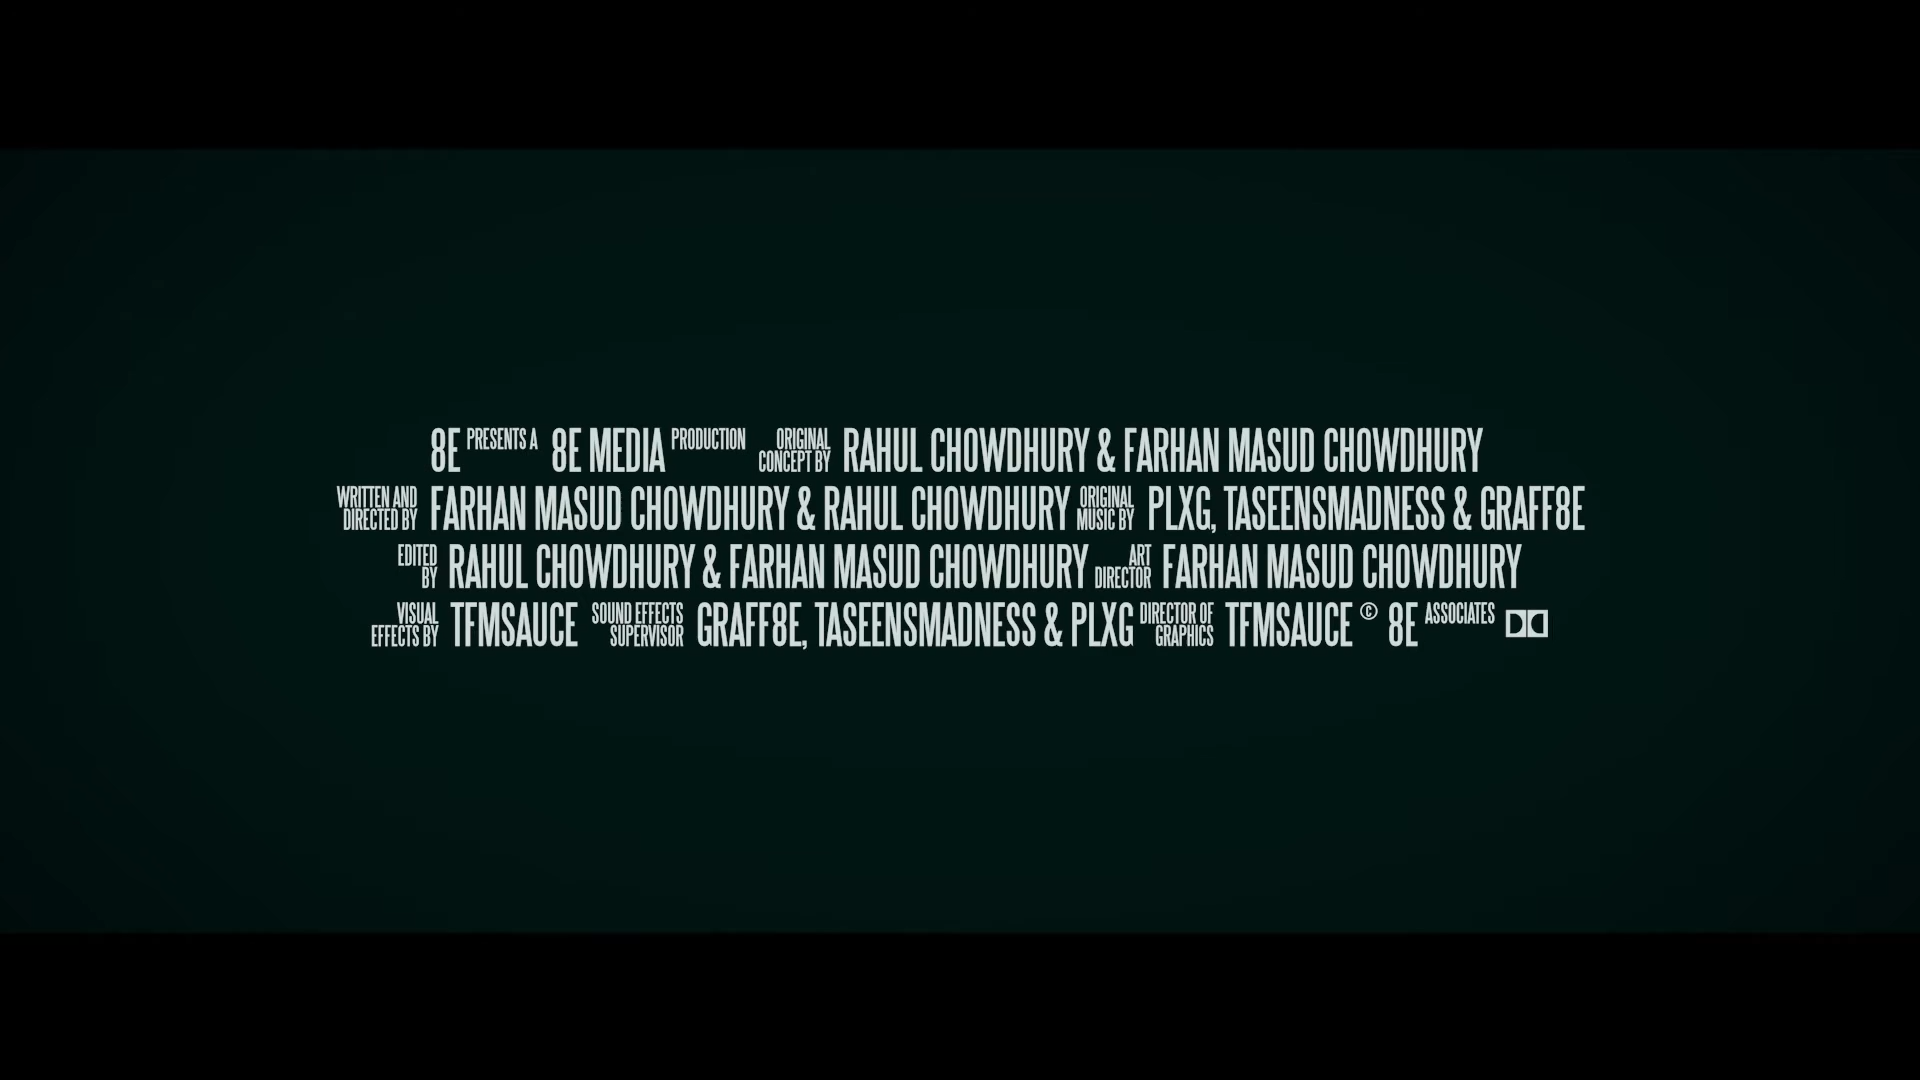 8E PRESENTS A 8E MEDIA PRODUCTION ORIGINAL CONCEPT BY RAHUL CHOWDHURY & FARHAN MASUD CHOWDHURY
WRITTEN AND DIRECTED BY FARHAN MASUD CHOWDHURY & RAHUL CHOWDHURY ORIGINAL MUSIC BY PLXG, TASEENSMADNESS & GRAFF8E
EDITED BY RAHUL CHOWDHURY & FARHAN MASUD CHOWDHURY ART DIRECTOR FARHAN MASUD CHOWDHURY
VISUAL EFFECTS BY TFMSAUCE SOUND EFFECTS SUPERVISOR GRAFF8E, TASEENSMADNESS & PLXG DIRECTOR OF GRAPHICS TFMSAUCE © 8E ASSOCIATES